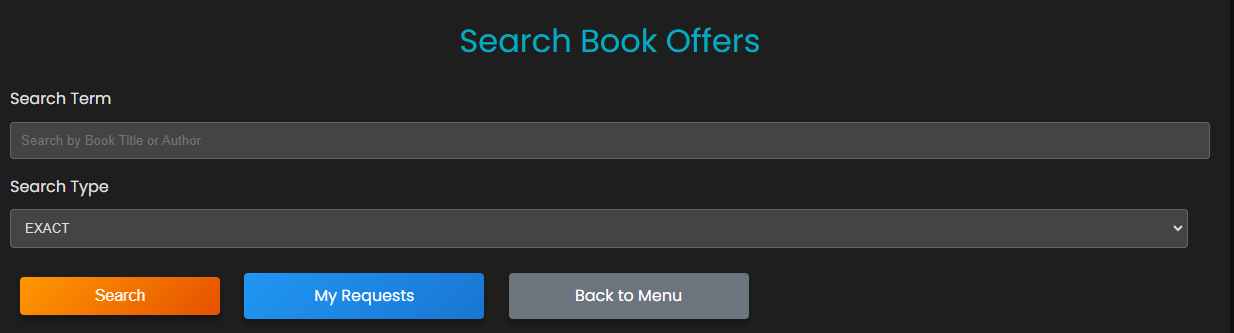 Search Book Offers
Search Term
Search by Book Title or Author
Search Type
EXACT
Search
My Requests
Back to Menu